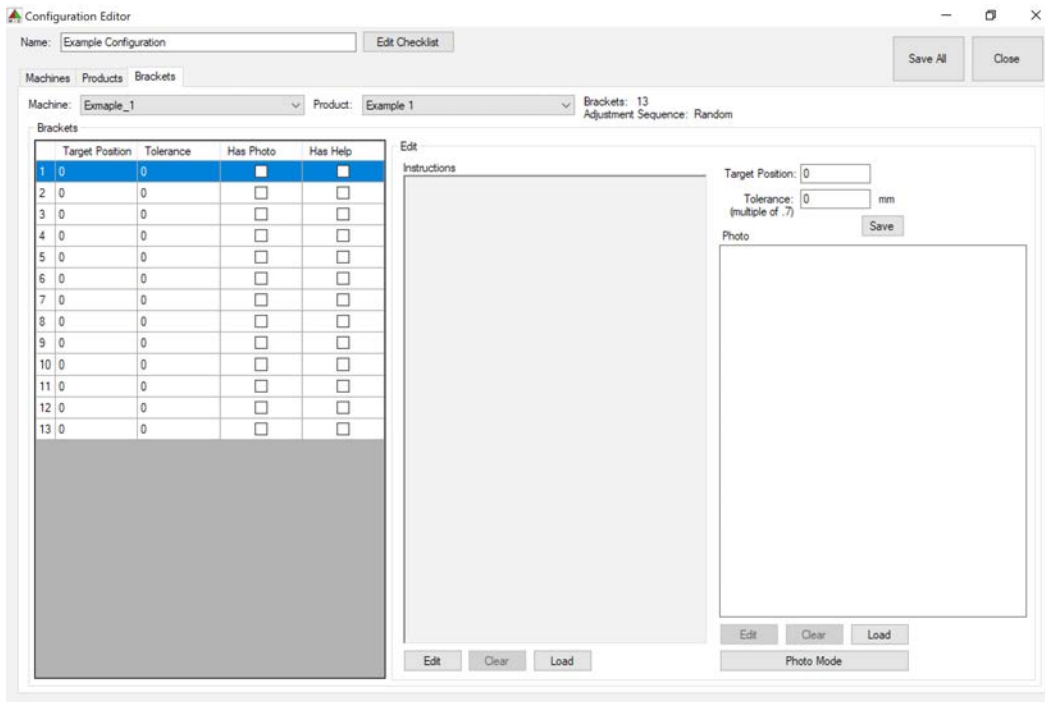 Configuration Editor
Name: Example Configuration Edit Checklist
Save All Close
Machines Products Brackets
Machine: Exmaple_1 Product: Example 1 Brackets: 13
Adjustment Sequence: Random
Brackets
Target Position Tolerance Has Photo Has Help
1 0 0
2 0 0
3 0 0
4 0 0
5 0 0
6 0 0
7 0 0
8 0 0
9 0 0
10 0 0
11 0 0
12 0 0
13 0 0
Edit
Instructions
Edit Clear Load
Target Position: 0
Tolerance: 0 mm
(multiple of .7)
Save
Photo
Edit Clear Load
Photo Mode